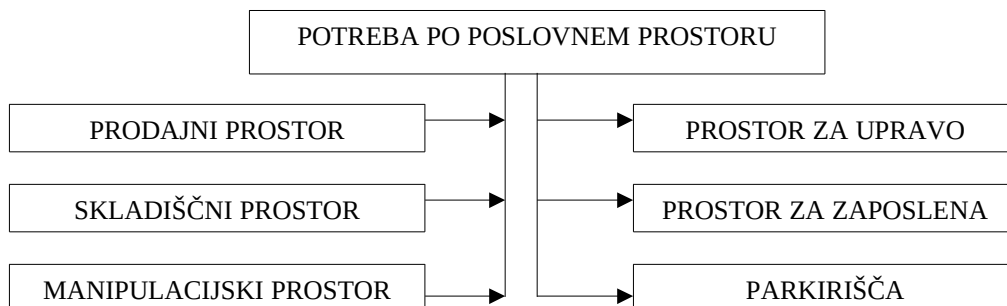 POTREBA PO POSLOVNEM PROSTORU
PRODAJNI PROSTOR
PROSTOR ZA UPRAVO
SKLADIŠČNI PROSTOR
PROSTOR ZA ZAPOSLENA
MANIPULACIJSKI PROSTOR
PARKIRIŠČA